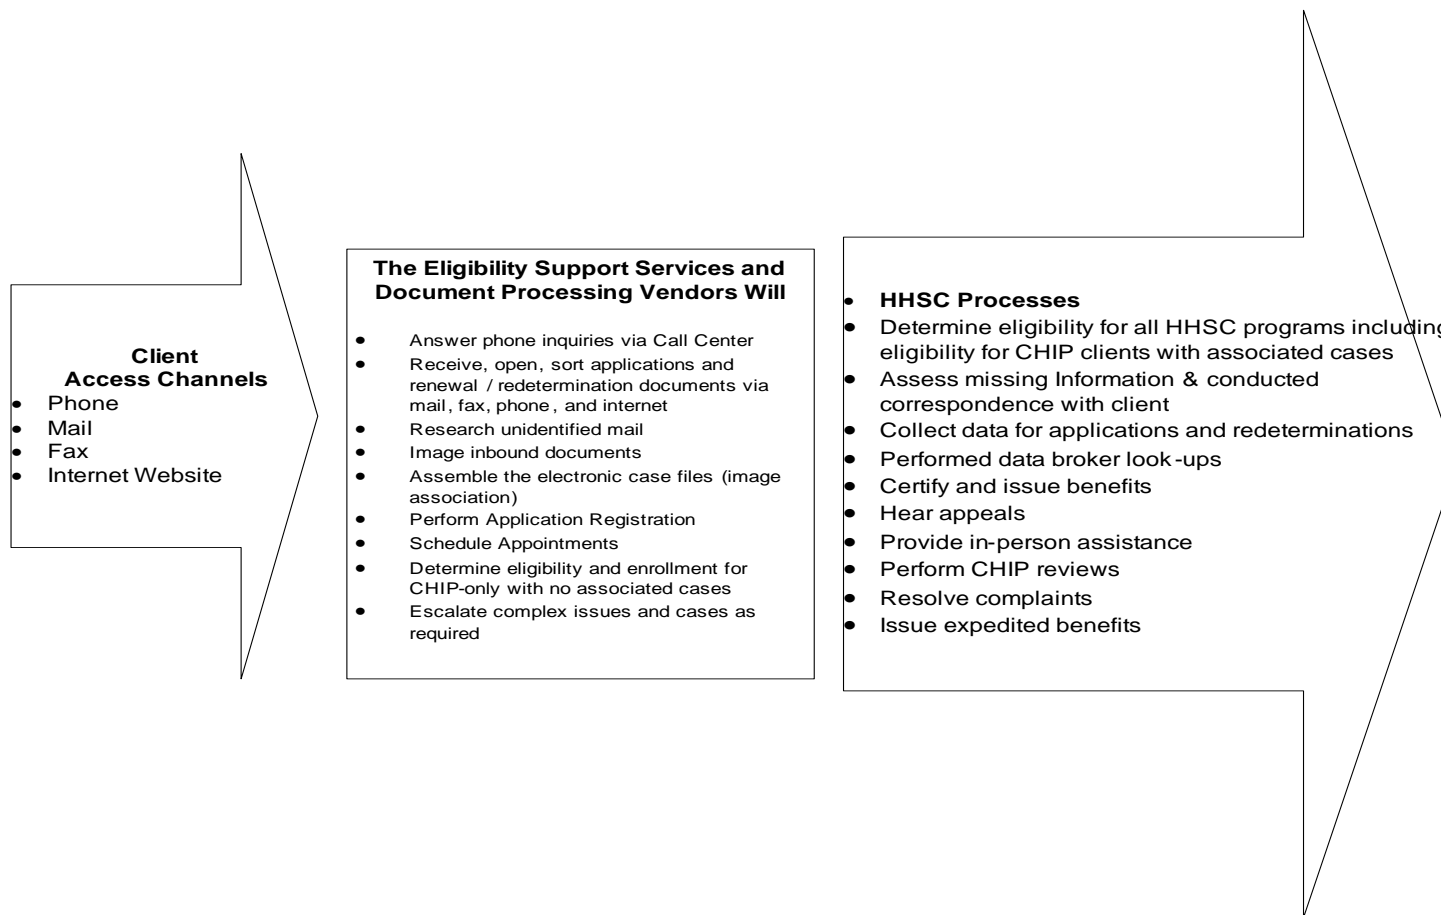 Client
Access Channels
• Phone
• Mail
• Fax
• Internet Website
The Eligibility Support Services and
Document Processing Vendors Will
• Answer phone inquiries via Call Center
• Receive, open, sort applications and
renewal / redetermination documents via
mail, fax, phone, and internet
• Research unidentified mail
• Image inbound documents
• Assemble the electronic case files (image
association)
• Perform Application Registration
• Schedule Appointments
• Determine eligibility and enrollment for
CHIP-only with no associated cases
• Escalate complex issues and cases as
required
• HHSC Processes
• Determine eligibility for all HHSC programs including
eligibility for CHIP clients with associated cases
• Assess missing Information & conducted
correspondence with client
• Collect data for applications and redeterminations
• Performed data broker look-ups
• Certify and issue benefits
• Hear appeals
• Provide in-person assistance
• Perform CHIP reviews
• Resolve complaints
• Issue expedited benefits